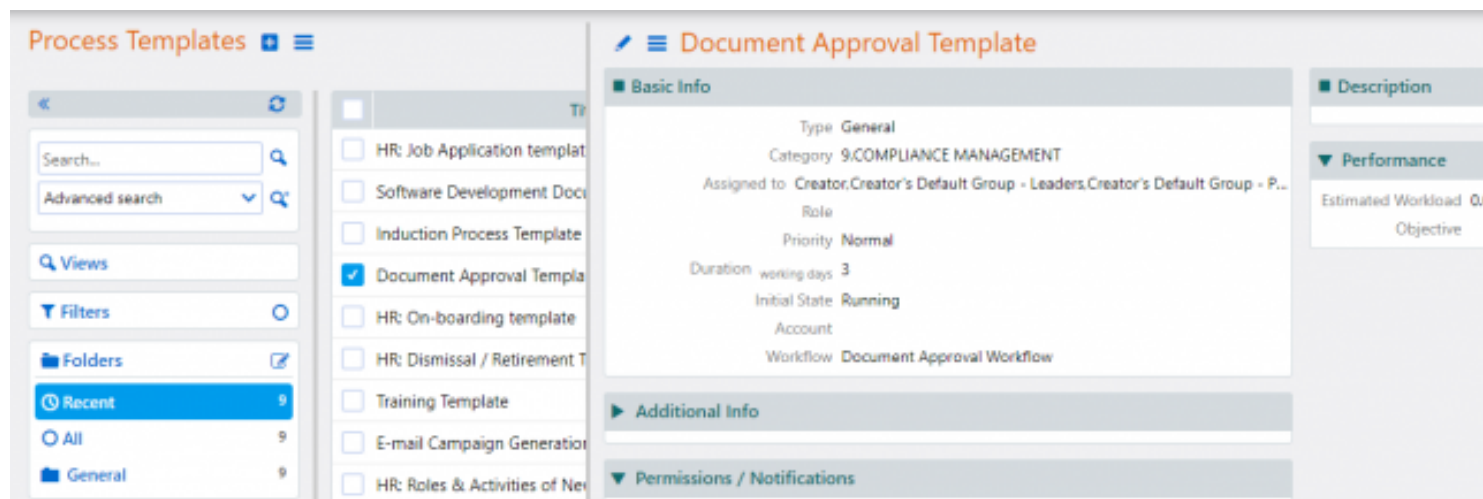 Process Templates
Search...
Advanced search
Views
Filters
Folders
Recent 9
All 9
General 9
HR: Job Application templat
Software Development Docu
Induction Process Template
Document Approval Templa
HR: On-boarding template
HR: Dismissal / Retirement T
Training Template
E-mail Campaign Generation
HR: Roles & Activities of Nev
Document Approval Template
Basic Info
Type General
Category 9.COMPLIANCE MANAGEMENT
Assigned to Creator,Creator's Default Group - Leaders,Creator's Default Group - P...
Role
Priority Normal
Duration working days 3
Initial State Running
Account
Workflow Document Approval Workflow
Additional Info
Permissions / Notifications
Description
Performance
Estimated Workload 0.
Objective